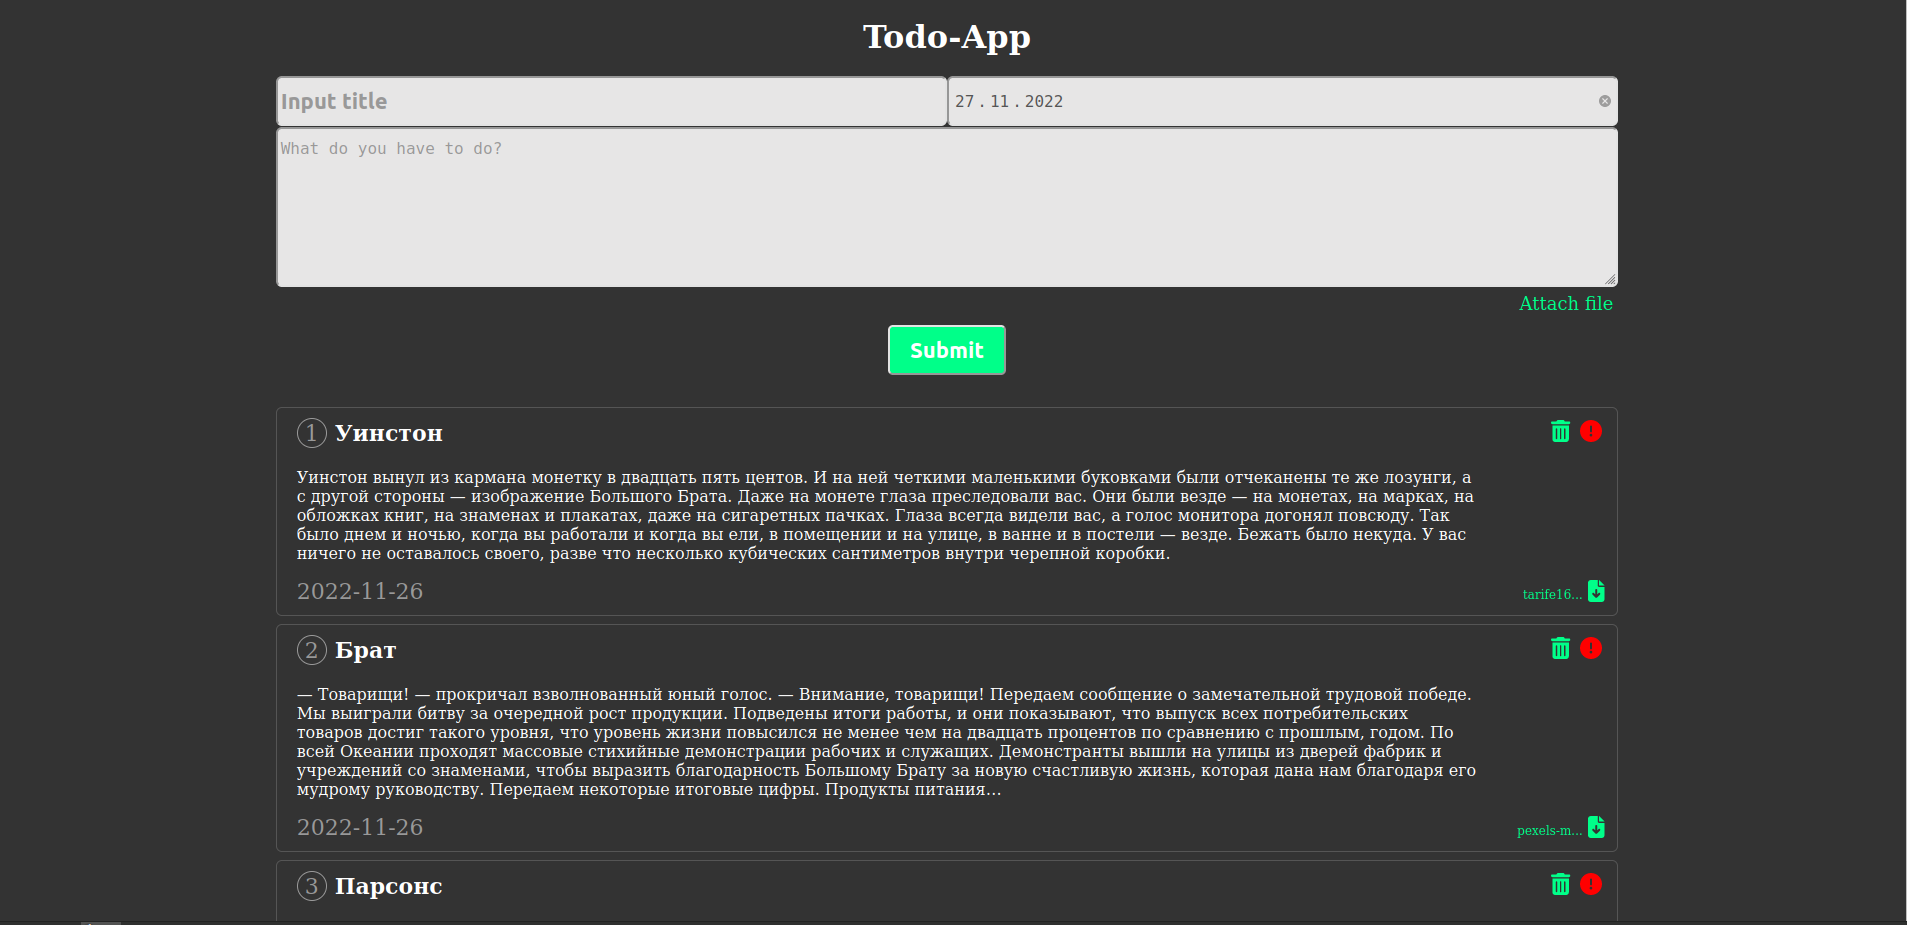 Todo-App
Input title
27.11.2022
What do you have to do?
Attach file
Submit
1 Уинстон
Уинстон вынул из кармана монетку в двадцать пять центов. И на ней четкими маленькими буковками были отчеканены те же лозунги, а
с другой стороны — изображение Большого Брата. Даже на монете глаза преследовали вас. Они были везде — на монетах, на марках, на
обложках книг, на знаменах и плакатах, даже на сигаретных пачках. Глаза всегда видели вас, а голос монитора догонял повсюду. Так
было днем и ночью, когда вы работали и когда вы ели, в помещении и на улице, в ванне и в постели — везде. Бежать было некуда. У вас
ничего не оставалось своего, разве что несколько кубических сантиметров внутри черепной коробки.
2022-11-26
tarife16...
2 Брат
— Товарищи! — прокричал взволнованный юный голос. — Внимание, товарищи! Передаем сообщение о замечательной трудовой победе.
Мы выиграли битву за очередной рост продукции. Подведены итоги работы, и они показывают, что выпуск всех потребительских
товаров достиг такого уровня, что уровень жизни повысился не менее чем на двадцать процентов по сравнению с прошлым, годом. По
всей Океании проходят массовые стихийные демонстрации рабочих и служащих. Демонстранты вышли на улицы из дверей фабрик и
учреждений со знаменами, чтобы выразить благодарность Большому Брату за новую счастливую жизнь, которая дана нам благодаря его
мудрому руководству. Передаем некоторые итоговые цифры. Продукты питания...
2022-11-26
pexels-m...
3 Парсонс